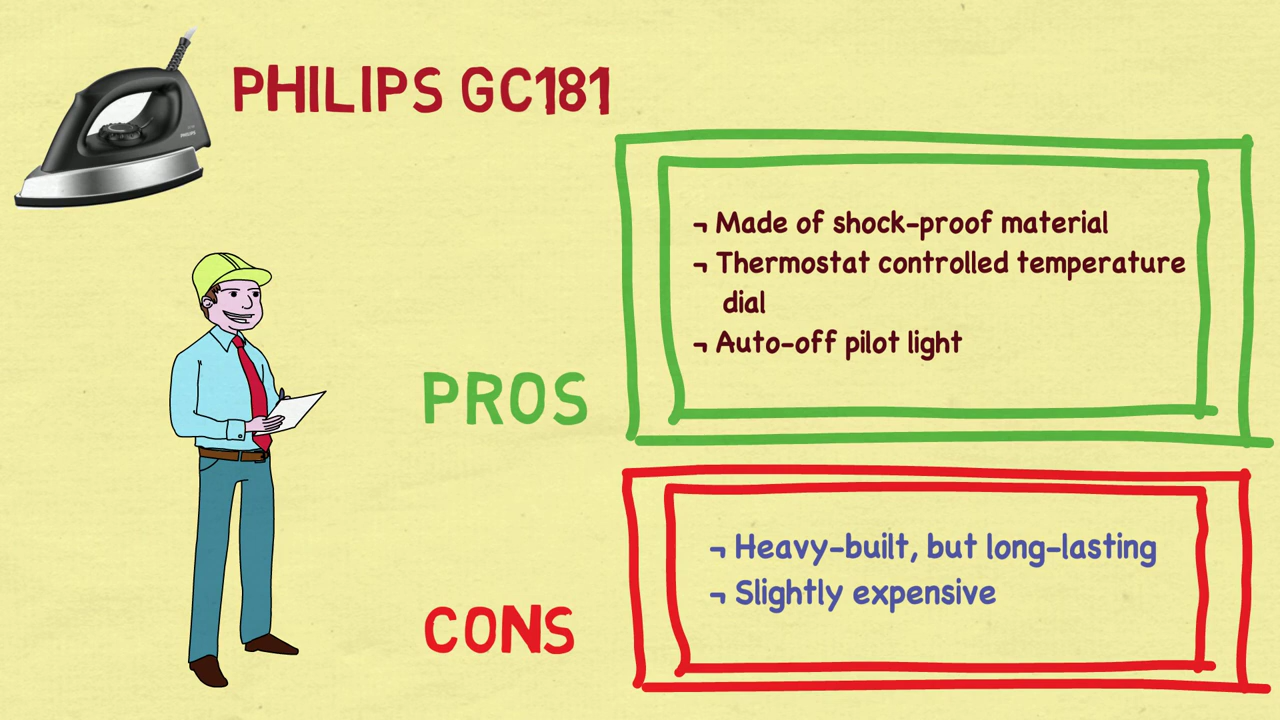 PHILIPS GC181
¬ Made of shock-proof material
¬ Thermostat controlled temperature
dial
¬ Auto-off pilot light
PROS
¬ Heavy-built, but long-lasting
¬ Slightly expensive
CONS
PHILIPS